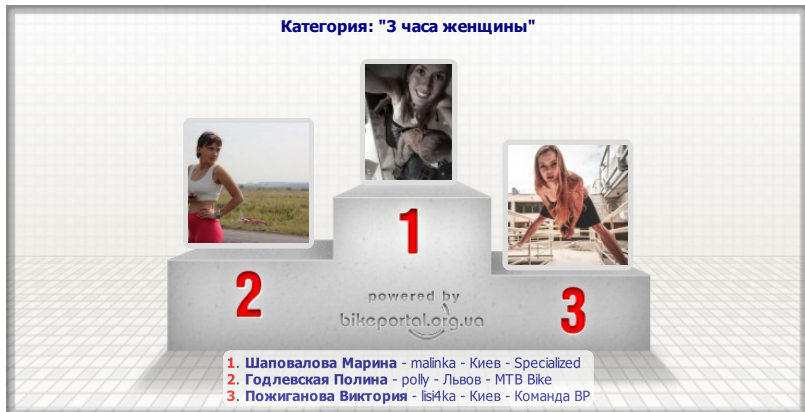 Категория: "3 часа женщины"
1
2
3
powered by
bikeportal.org.ua
1. Шаповалова Марина - malinka - Киев - Specialized
2. Годлевская Полина - polly - Львов - MTB Bike
3. Пожиганова Виктория - lisi4ka - Киев - Команда BP